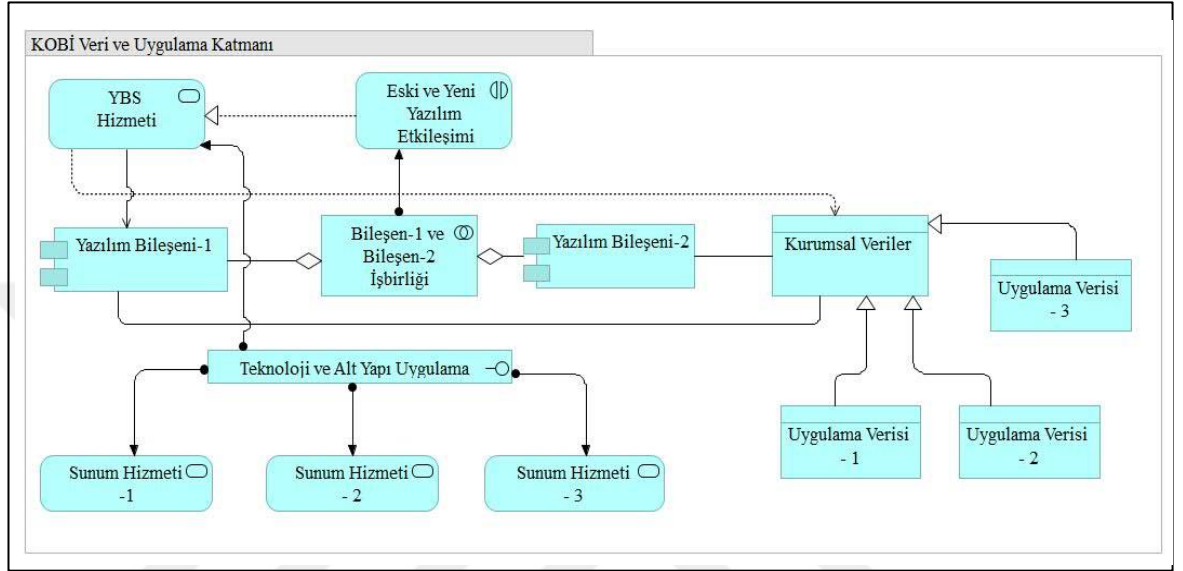 KOBİ Veri ve Uygulama Katmanı
YBS
Hizmeti
Eski ve Yeni
Yazılım
Etkileşimi
Yazılım Bileşeni-1
Bileşen-1 ve
Bileşen-2
İşbirliği
Yazılım Bileşeni-2
Kurumsal Veriler
Uygulama Verisi
- 3
Teknoloji ve Alt Yapı Uygulama
Uygulama Verisi
- 1
Uygulama Verisi
- 2
Sunum Hizmeti
-1
Sunum Hizmeti
- 2
Sunum Hizmeti
- 3